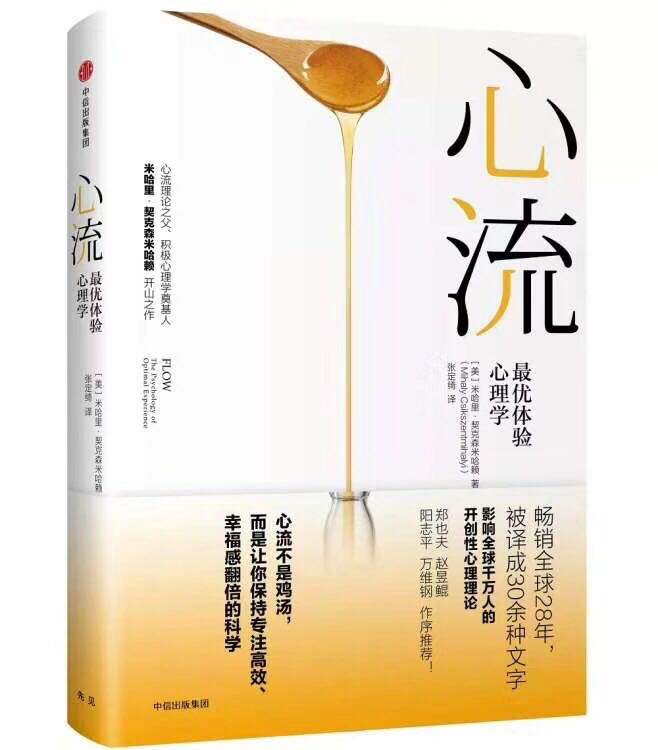 中信出版集团
心流
最优体验
心理学
[美] 米哈里·契克森米哈赖
张定绮 译
先见
心流
最优体验
心理学
[美] 米哈里·契克森米哈赖 著
(Mihaly Csikszentmihalyi)
张定绮 译
心流理论之父、积极心理学奠基人
米哈里·契克森米哈赖 开山之作
FLOW
The Psychology of
Optimal Experience
畅销全球28年,
被译成30余种文字
影响全球千万人的
开创性心理理论
郑也夫 赵昱鲲
阳志平 万维钢 作序推荐!
心流不是鸡汤,
而是让你保持专注高效、
幸福感翻倍的科学
中信出版集团